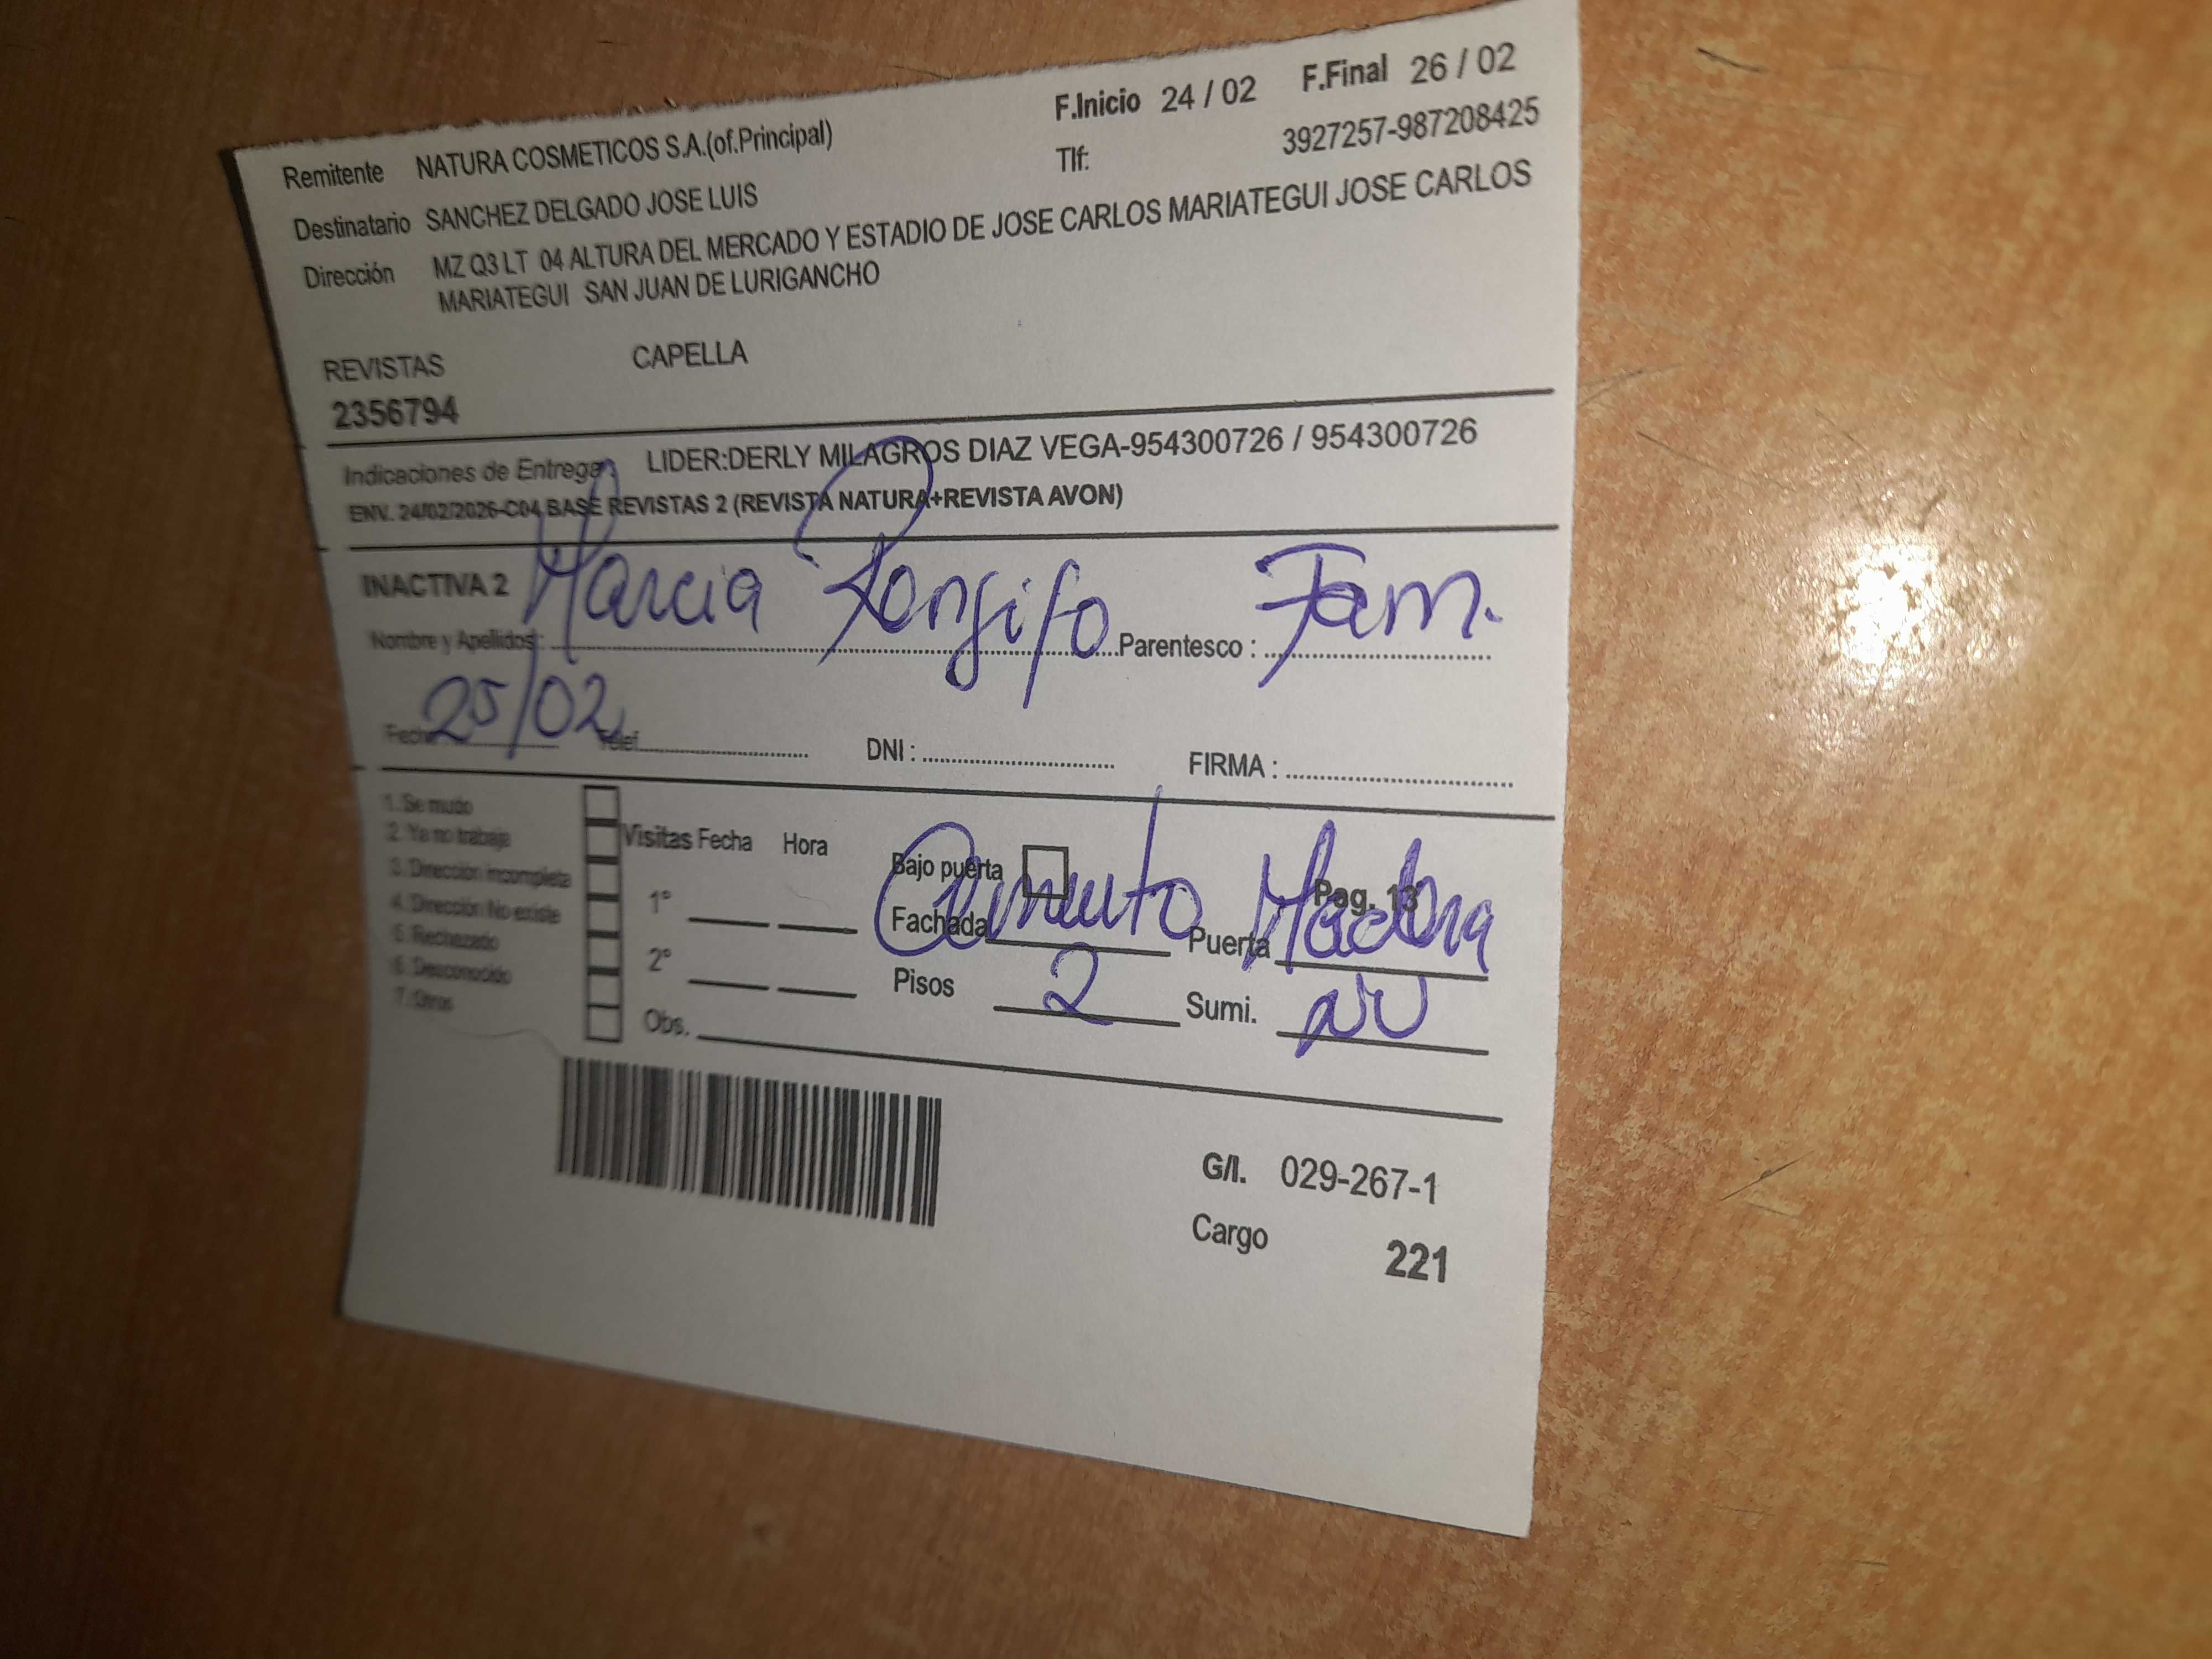 F.Inicio 24 / 02 F.Final 26 / 02
Remitente NATURA COSMETICOS S.A.(of.Principal) Tlf: 3927257-987208425
Destinatario SANCHEZ DELGADO JOSE LUIS
Dirección MZ Q3 LT 04 ALTURA DEL MERCADO Y ESTADIO DE JOSE CARLOS MARIATEGUI JOSE CARLOS
MARIATEGUI SAN JUAN DE LURIGANCHO
REVISTAS CAPELLA
2356794
Indicaciones de Entrega: LIDER:DERLY MILAGROS DIAZ VEGA-954300726 / 954300726
ENV. 24/02/2026-C04 BASE REVISTAS 2 (REVISTA NATURA+REVISTA AVON)
INACTIVA 2
Nombre y Apellidos: Marcia Rengifo Parentesco : Fam.
Fecha 25/02 Telef. DNI : FIRMA :
1. Se mudo
2. Ya no trabaja
3. Dirección incompleta
4. Dirección No existe
5. Rechazado
6. Desconocido
7. Otros
Visitas Fecha Hora
1°
2°
Obs.
Bajo puerta Pag. 13
Fachada Cemento Puerta Madera
Pisos 2 Sumi.
G/I. 029-267-1
Cargo 221